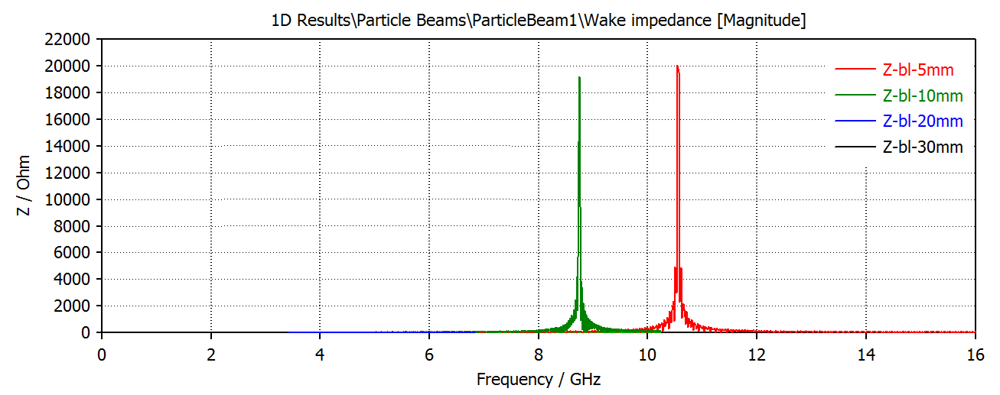 1D Results\Particle Beams\ParticleBeam1\Wake impedance [Magnitude]
22000
20000
18000
16000
14000
12000
10000
8000
6000
4000
2000
0
Z / Ohm
Z-bl-5mm
Z-bl-10mm
Z-bl-20mm
Z-bl-30mm
0 2 4 6 8 10 12 14 16
Frequency / GHz